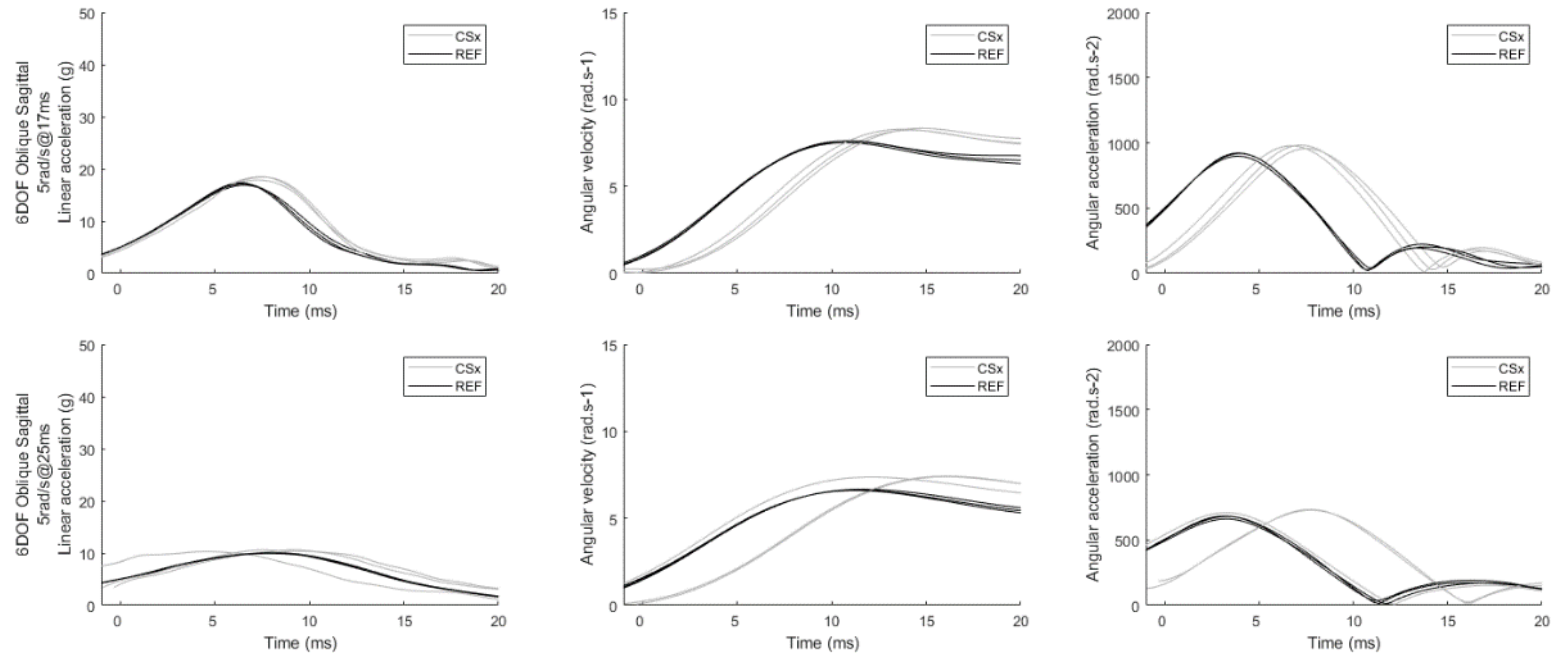 6DOF Oblique Sagittal
5rad/s@17ms
Linear acceleration (g)
50
40
30
20
10
0
0
5
10
15
20
Time (ms)
CSx
REF
Angular velocity (rad.s-1)
15
10
5
0
0
5
10
15
20
Time (ms)
CSx
REF
Angular acceleration (rad.s-2)
2000
1500
1000
500
0
0
5
10
15
20
Time (ms)
CSx
REF
6DOF Oblique Sagittal
5rad/s@25ms
Linear acceleration (g)
50
40
30
20
10
0
0
5
10
15
20
Time (ms)
CSx
REF
Angular velocity (rad.s-1)
15
10
5
0
0
5
10
15
20
Time (ms)
CSx
REF
Angular acceleration (rad.s-2)
2000
1500
1000
500
0
0
5
10
15
20
Time (ms)
CSx
REF